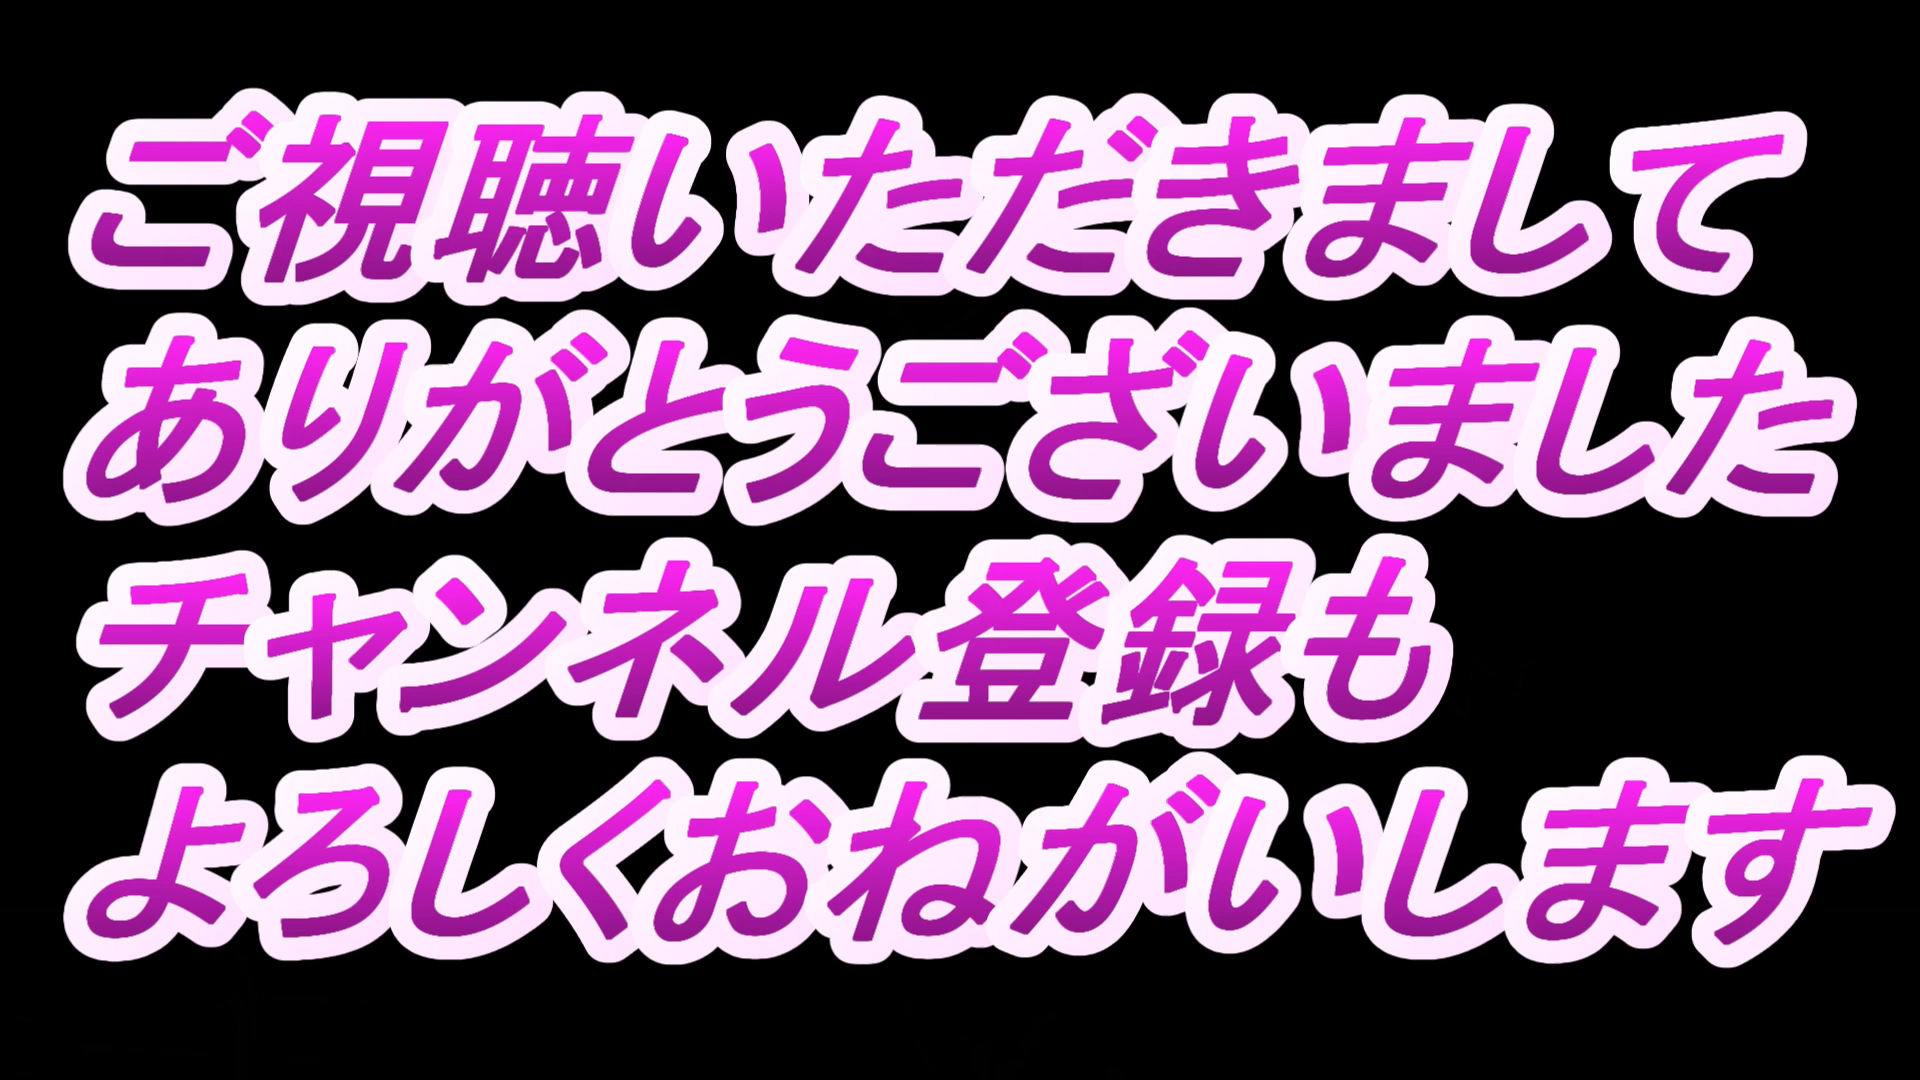 ご視聴いただきまして
ありがとうございました
チャンネル登録も
よろしくおねがいします